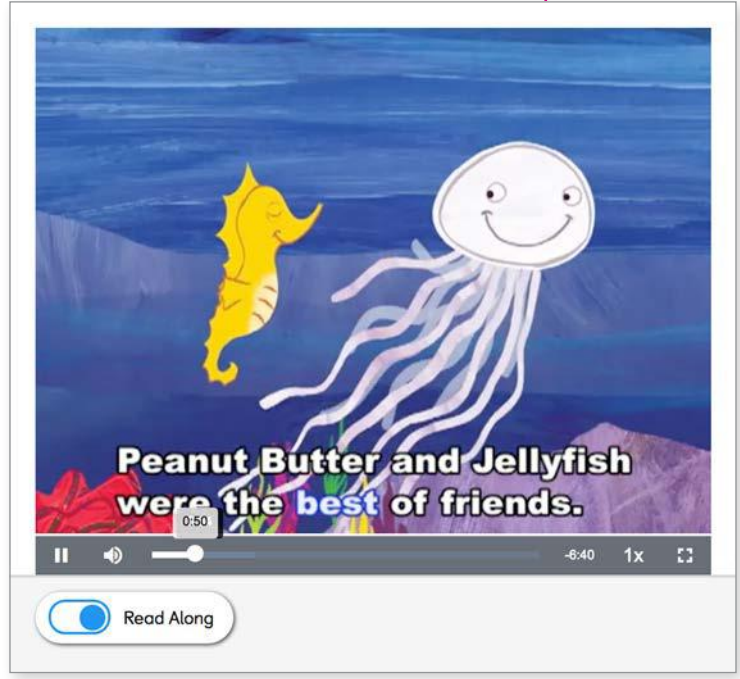 Peanut Butter and Jellyfish
were the best of friends.
0:50
-6:40
1x
Read Along